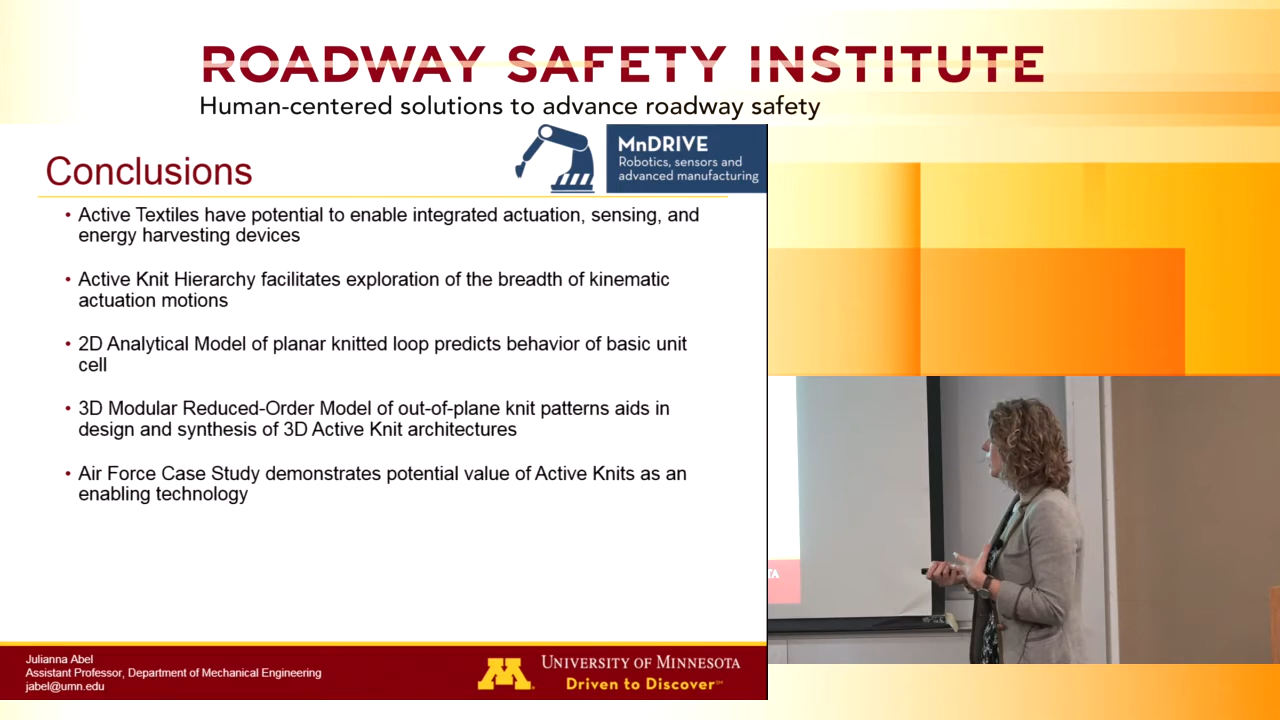 ROADWAY SAFETY INSTITUTE
Human-centered solutions to advance roadway safety
MnDRIVE
Robotics, sensors and
advanced manufacturing
Conclusions
• Active Textiles have potential to enable integrated actuation, sensing, and
energy harvesting devices
• Active Knit Hierarchy facilitates exploration of the breadth of kinematic
actuation motions
• 2D Analytical Model of planar knitted loop predicts behavior of basic unit
cell
• 3D Modular Reduced-Order Model of out-of-plane knit patterns aids in
design and synthesis of 3D Active Knit architectures
• Air Force Case Study demonstrates potential value of Active Knits as an
enabling technology
TA
Julianna Abel
Assistant Professor, Department of Mechanical Engineering
jabel@umn.edu
M
UNIVERSITY OF MINNESOTA
Driven to Discover℠